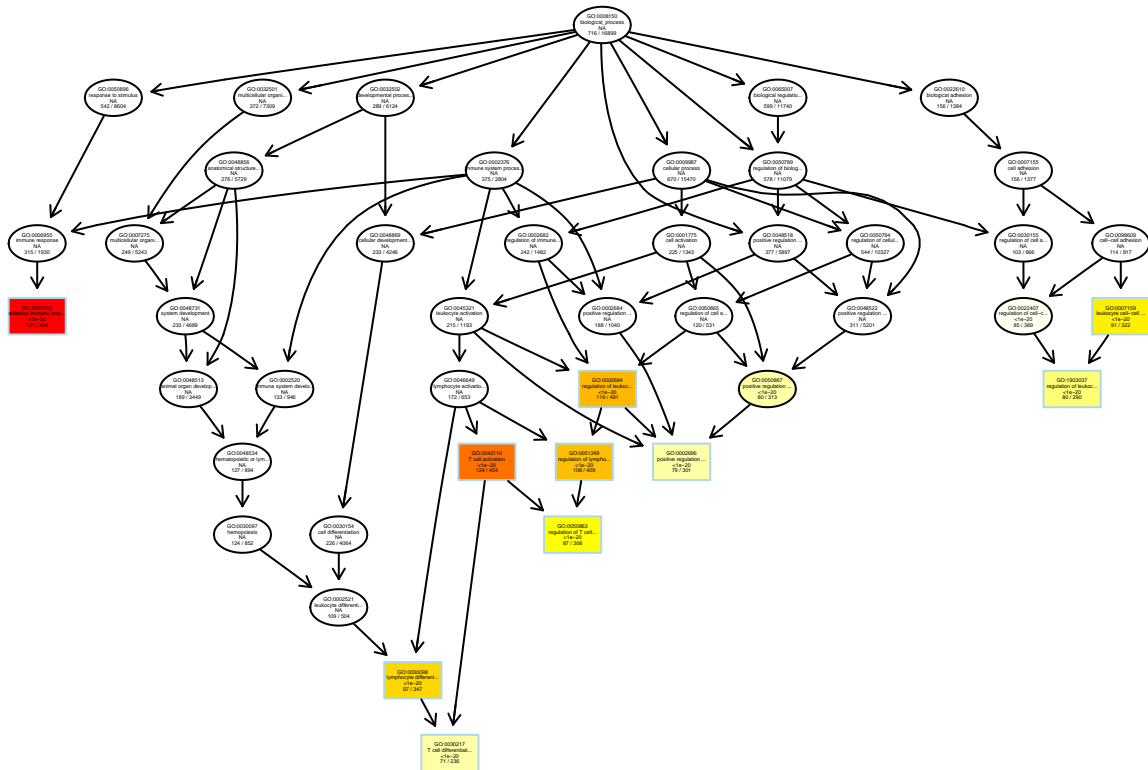 GO:0008150
biological_process
NA
716 / 16899
GO:0050896
response to stimulus
NA
542 / 8604
GO:0032501
multicellular organi...
NA
372 / 7309
GO:0032502
developmental proces...
NA
289 / 6124
GO:0065007
biological regulatio...
NA
599 / 11740
GO:0022610
biological adhesion
NA
156 / 1384
GO:0048856
anatomical structure...
NA
276 / 5729
GO:0002376
immune system proces...
NA
375 / 2804
GO:0009987
cellular process
NA
670 / 15470
GO:0050789
regulation of biolog...
NA
578 / 11079
GO:0007155
cell adhesion
NA
156 / 1377
GO:0006955
immune response
NA
315 / 1930
GO:0007275
multicellular organi...
NA
249 / 5243
GO:0048869
cellular development...
NA
233 / 4246
GO:0002682
regulation of immune...
NA
242 / 1482
GO:0001775
cell activation
NA
225 / 1343
GO:0048518
positive regulation ...
NA
377 / 5897
GO:0050794
regulation of cellul...
NA
544 / 10327
GO:0030155
regulation of cell a...
NA
103 / 666
GO:0098609
cell−cell adhesion
NA
114 / 817
adaptive immune resp...
<1e−20
GO:0048731
system development
NA
233 / 4689
GO:0045321
leukocyte activation
NA
215 / 1193
GO:0002684
positive regulation ...
NA
188 / 1040
GO:0050865
regulation of cell a...
NA
120 / 531
GO:0048522
positive regulation ...
NA
311 / 5201
GO:0022407
regulation of cell−c...
<1e−20
85 / 389
GO:0007159
leukocyte cell−cell ...
<1e−20
91 / 322
GO:0048513
animal organ develop...
NA
189 / 3449
GO:0002520
immune system develo...
NA
133 / 946
GO:0046649
lymphocyte activatio...
NA
172 / 653
GO:0002694
regulation of leukoc...
<1e−20
119 / 491
GO:0050867
positive regulation ...
<1e−20
80 / 313
GO:1903037
regulation of leukoc...
<1e−20
80 / 290
GO:0048534
hematopoietic or lym...
NA
127 / 894
GO:0042110
T cell activation
<1e−20
124 / 454
GO:0051249
regulation of lympho...
<1e−20
108 / 409
GO:0002696
positive regulation ...
<1e−20
79 / 301
GO:0030097
hemopoiesis
NA
124 / 852
GO:0030154
cell differentiation
NA
226 / 4064
GO:0050863
regulation of T cell...
<1e−20
87 / 306
GO:0002521
leukocyte differenti...
NA
109 / 504
GO:0030098
lymphocyte different...
<1e−20
97 / 347
GO:0030217
T cell differentiati...
<1e−20
71 / 236